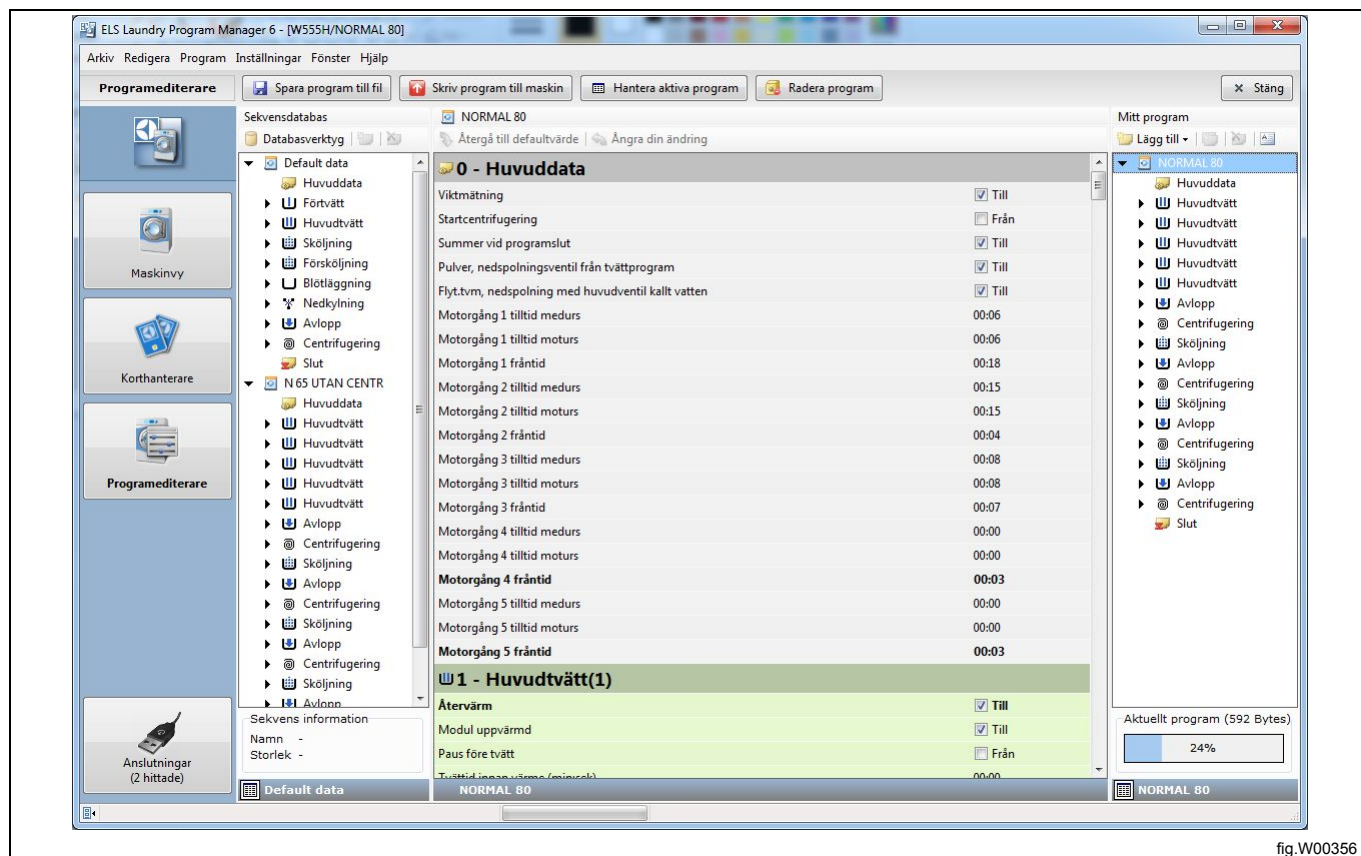 ELS Laundry Program Manager 6 - [W555H/NORMAL 80]
Arkiv Redigera Program Inställningar Fönster Hjälp
Programediterare
Spara program till fil
Skriv program till maskin
Hantera aktiva program
Radera program
Stäng
Maskinvy
Korthanterare
Programediterare
Anslutningar
(2 hittade)
Sekvensdatabas
Databasverktyg
Default data
Huvuddata
Förtvätt
Huvudtvätt
Sköljning
Försköljning
Blötläggning
Nedkylning
Avlopp
Centrifugering
Slut
N 65 UTAN CENTR
Huvuddata
Huvudtvätt
Huvudtvätt
Huvudtvätt
Huvudtvätt
Huvudtvätt
Avlopp
Centrifugering
Sköljning
Avlopp
Centrifugering
Sköljning
Avlopp
Centrifugering
Sköljning
Avlopp
Sekvens information
Namn -
Storlek -
Default data
NORMAL 80
Återgå till defaultvärde
Ångra din ändring
0 - Huvuddata
Viktmätning Till
Startcentrifugering Från
Summer vid programslut Till
Pulver, nedspolningsventil från tvättprogram Till
Flyt.tvm, nedspolning med huvudventil kallt vatten Till
Motorgång 1 tilltid medurs 00:06
Motorgång 1 tilltid moturs 00:06
Motorgång 1 fråntid 00:18
Motorgång 2 tilltid medurs 00:15
Motorgång 2 tilltid moturs 00:15
Motorgång 2 fråntid 00:04
Motorgång 3 tilltid medurs 00:08
Motorgång 3 tilltid moturs 00:08
Motorgång 3 fråntid 00:07
Motorgång 4 tilltid medurs 00:00
Motorgång 4 tilltid moturs 00:00
Motorgång 4 fråntid 00:03
Motorgång 5 tilltid medurs 00:00
Motorgång 5 tilltid moturs 00:00
Motorgång 5 fråntid 00:03
1 - Huvudtvätt(1)
Återvärm Till
Modul uppvärmd Till
Paus före tvätt Från
Tvättid innan värme (min:sek) 00:00
NORMAL 80
Mitt program
Lägg till
NORMAL 80
Huvuddata
Huvudtvätt
Huvudtvätt
Huvudtvätt
Huvudtvätt
Huvudtvätt
Avlopp
Centrifugering
Sköljning
Avlopp
Centrifugering
Sköljning
Avlopp
Centrifugering
Sköljning
Avlopp
Centrifugering
Slut
Aktuellt program (592 Bytes)
24%
NORMAL 80
fig.W00356